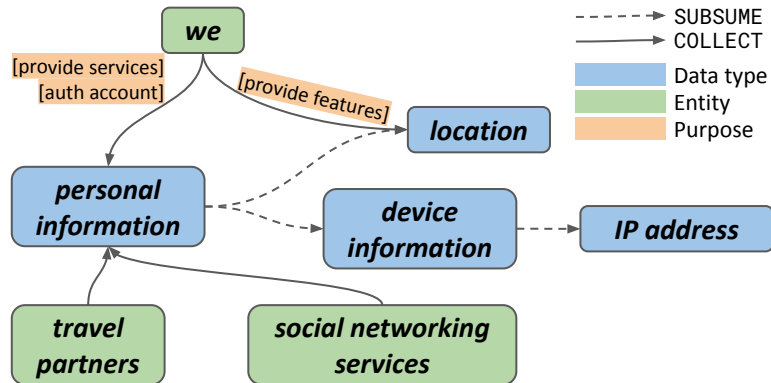 we
SUBSUME
COLLECT
[provide services]
[auth account]
[provide features]
Data type
Entity
Purpose
location
personal
information
device
information
IP address
travel
partners
social networking
services